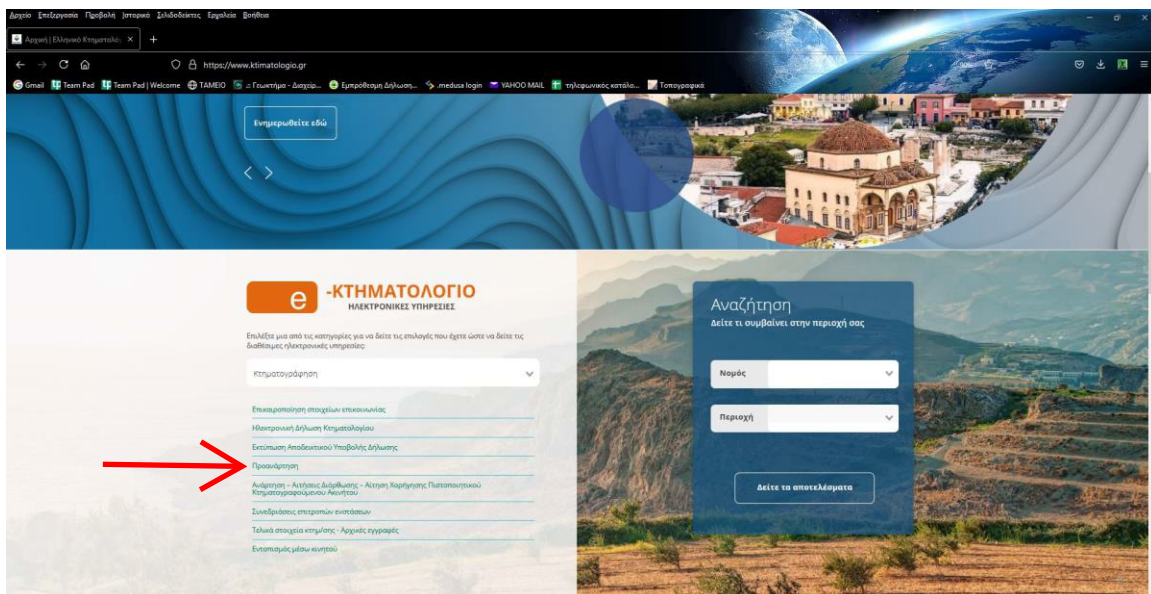 Αρχείο Επεξεργασία Προβολή Ιστορικό Σελιδοδείκτες Εργαλεία Βοήθεια
Αρχική | Ελληνικό Κτηματολό
https://www.ktimatologio.gr
90%
Gmail Team Pad Team Pad | Welcome ΤΑΜΕΙΟ .: Γεωκτήμα - Διαχείρ... Εμπρόθεσμη Δήλωση... .medusa login YAHOO MAIL τηλεφωνικός κατάλο... Τοπογραφικά
Ενημερωθείτε εδώ
e -ΚΤΗΜΑΤΟΛΟΓΙΟ
ΗΛΕΚΤΡΟΝΙΚΕΣ ΥΠΗΡΕΣΙΕΣ
Επιλέξτε μια από τις κατηγορίες για να δείτε τις επιλογές που έχετε ώστε να δείτε τις
διαθέσιμες ηλεκτρονικές υπηρεσίες:
Κτηματογράφηση
Επικαιροποίηση στοιχείων επικοινωνίας
Ηλεκτρονική Δήλωση Κτηματολογίου
Εκτύπωση Αποδεικτικού Υποβολής Δήλωσης
Προανάρτηση
Ανάρτηση – Αιτήσεις Διόρθωσης – Αίτηση Χορήγησης Πιστοποιητικού
Κτηματογραφούμενου Ακινήτου
Συνεδριάσεις επιτροπών ενστάσεων
Τελικά στοιχεία κτημ/σης - Αρχικές εγγραφές
Εντοπισμός μέσω κινητού
Αναζήτηση
Δείτε τι συμβαίνει στην περιοχή σας
Νομός
Περιοχή
Δείτε τα αποτελέσματα